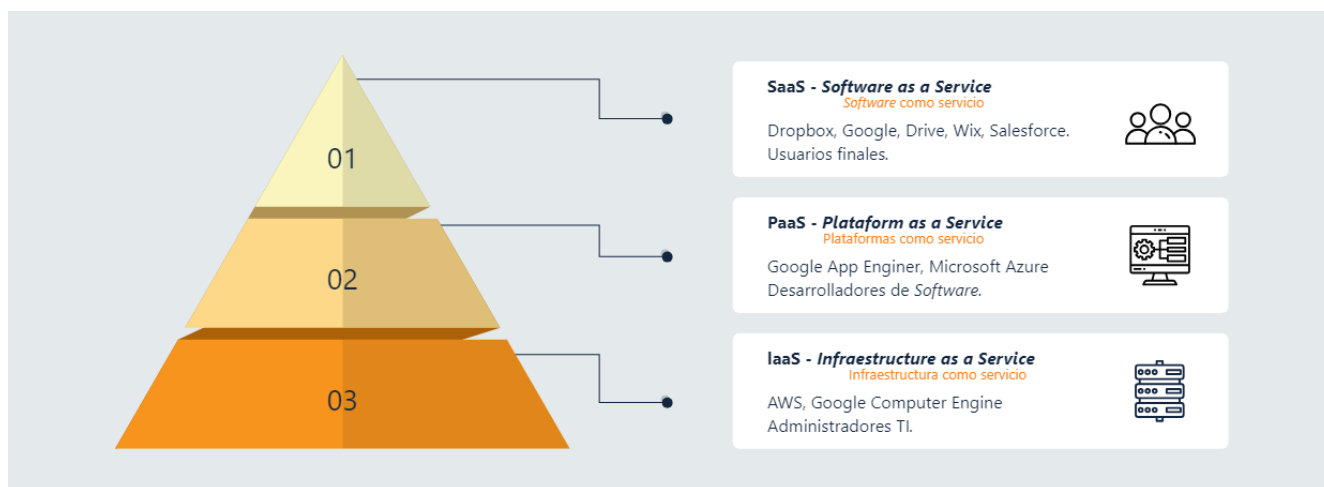 01
SaaS - Software as a Service
Software como servicio
Dropbox, Google, Drive, Wix, Salesforce.
Usuarios finales.
02
PaaS - Plataform as a Service
Plataformas como servicio
Google App Enginer, Microsoft Azure
Desarrolladores de Software.
03
IaaS - Infraestructure as a Service
Infraestructura como servicio
AWS, Google Computer Engine
Administradores TI.